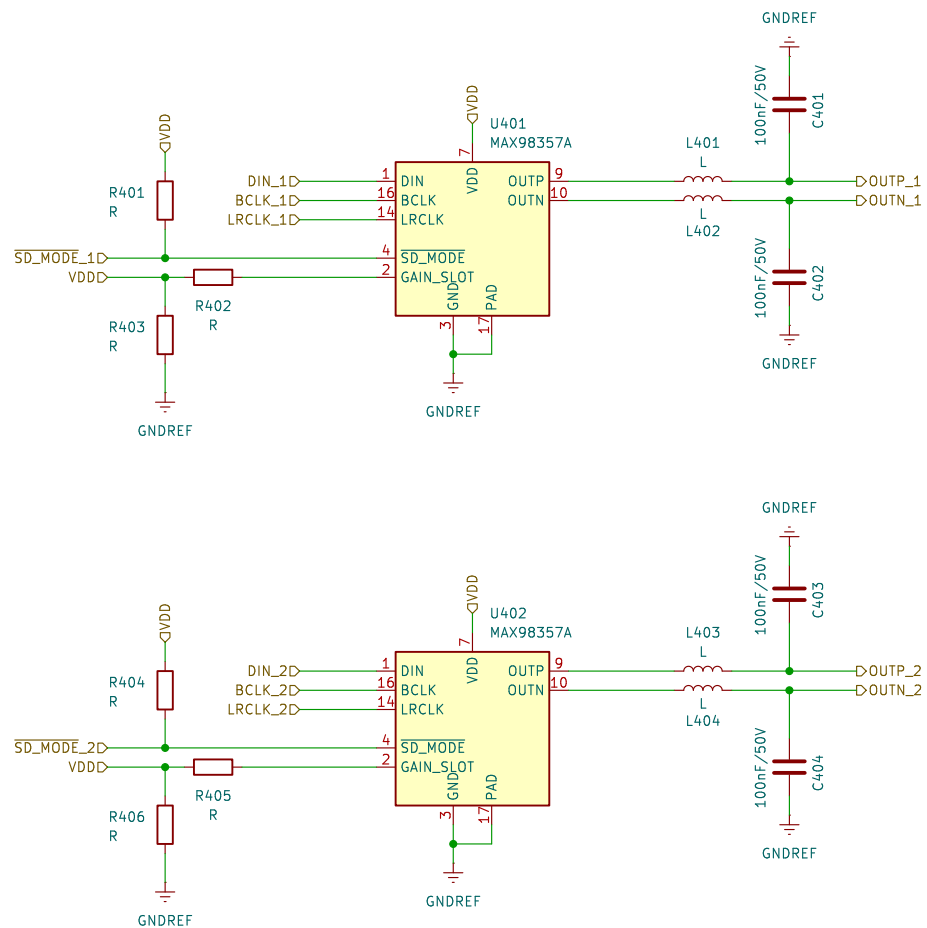 GNDREF
100nF/50V
C401
VDD
VDD
U401
MAX98357A
7
VDD
L401
L
R401
R
DIN_1
BCLK_1
LRCLK_1
1 DIN
16 BCLK
14 LRCLK
OUTP 9
OUTN 10
OUTP_1
OUTN_1
L
L402
SD_MODE_1
VDD
4 SD_MODE
2 GAIN_SLOT
R402
R
R403
R
GND
PAD
3
17
100nF/50V
C402
GNDREF
GNDREF
GNDREF
GNDREF
100nF/50V
C403
VDD
VDD
U402
MAX98357A
7
VDD
L403
L
R404
R
DIN_2
BCLK_2
LRCLK_2
1 DIN
16 BCLK
14 LRCLK
OUTP 9
OUTN 10
OUTP_2
OUTN_2
L
L404
SD_MODE_2
VDD
4 SD_MODE
2 GAIN_SLOT
R405
R
R406
R
GND
PAD
3
17
100nF/50V
C404
GNDREF
GNDREF
GNDREF